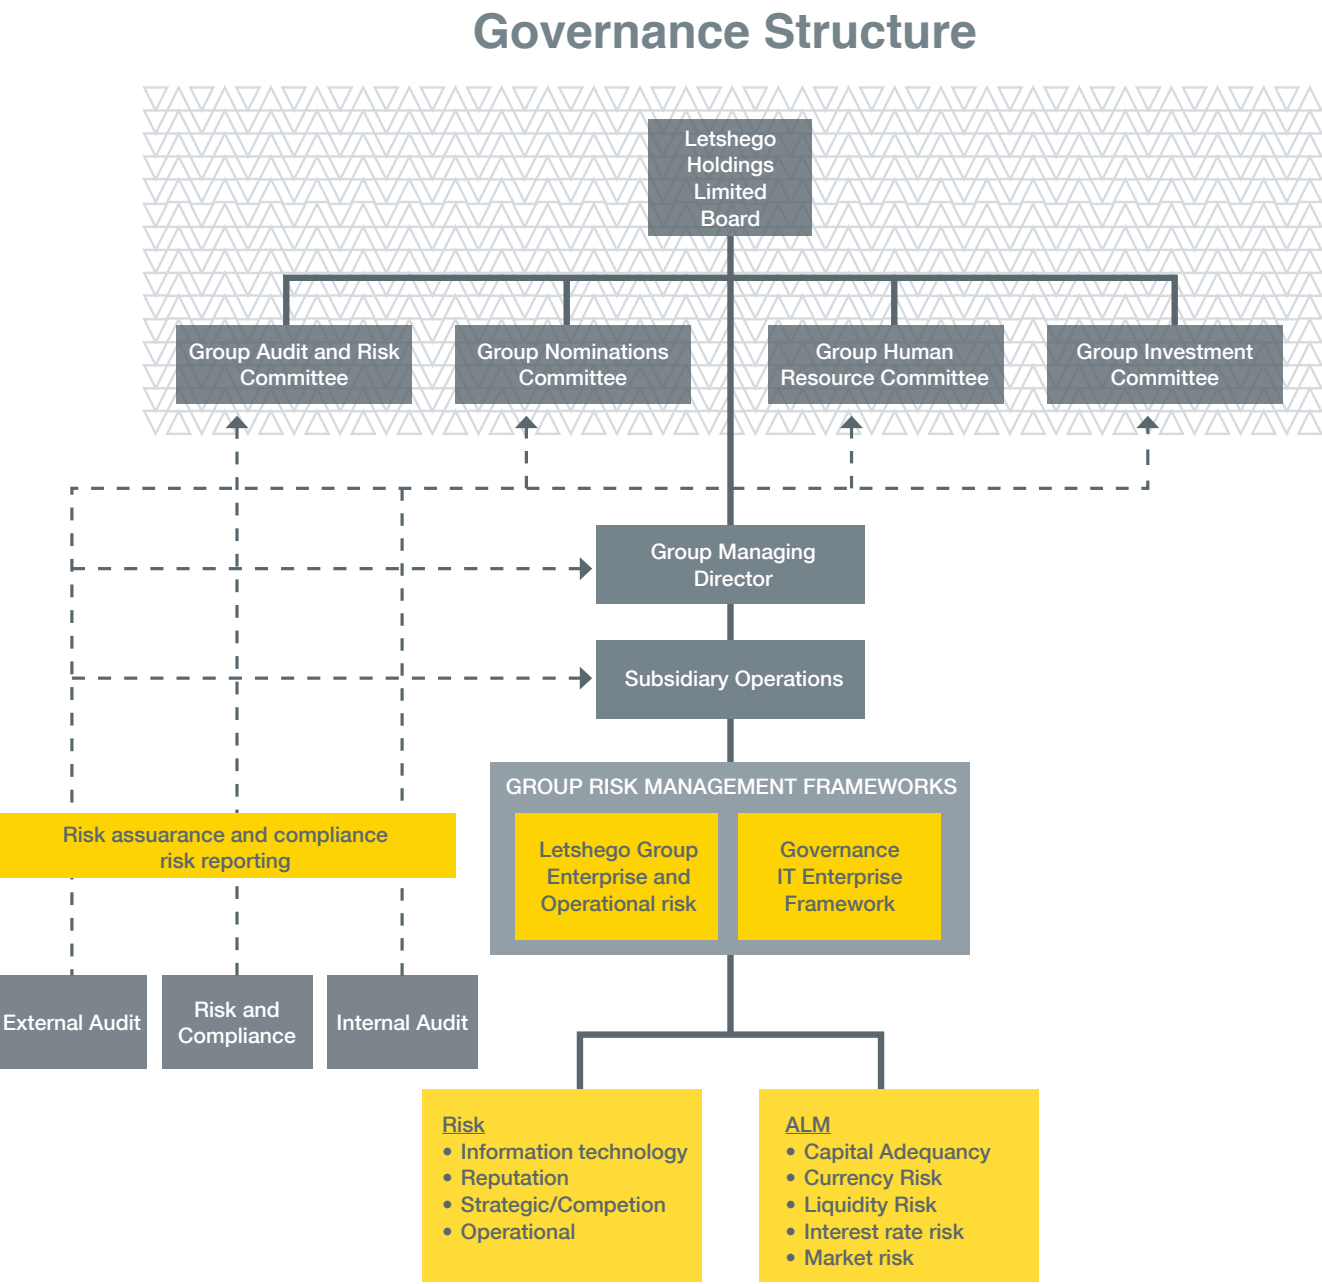 Governance Structure
Letshego
Holdings
Limited
Board
Group Audit and Risk
Committee
Group Nominations
Committee
Group Human
Resource Committee
Group Investment
Committee
Group Managing
Director
Subsidiary Operations
GROUP RISK MANAGEMENT FRAMEWORKS
Letshego Group
Enterprise and
Operational risk
Governance
IT Enterprise
Framework
Risk assuarance and compliance
risk reporting
External Audit
Risk and
Compliance
Internal Audit
Risk
• Information technology
• Reputation
• Strategic/Competion
• Operational
ALM
• Capital Adequancy
• Currency Risk
• Liquidity Risk
• Interest rate risk
• Market risk